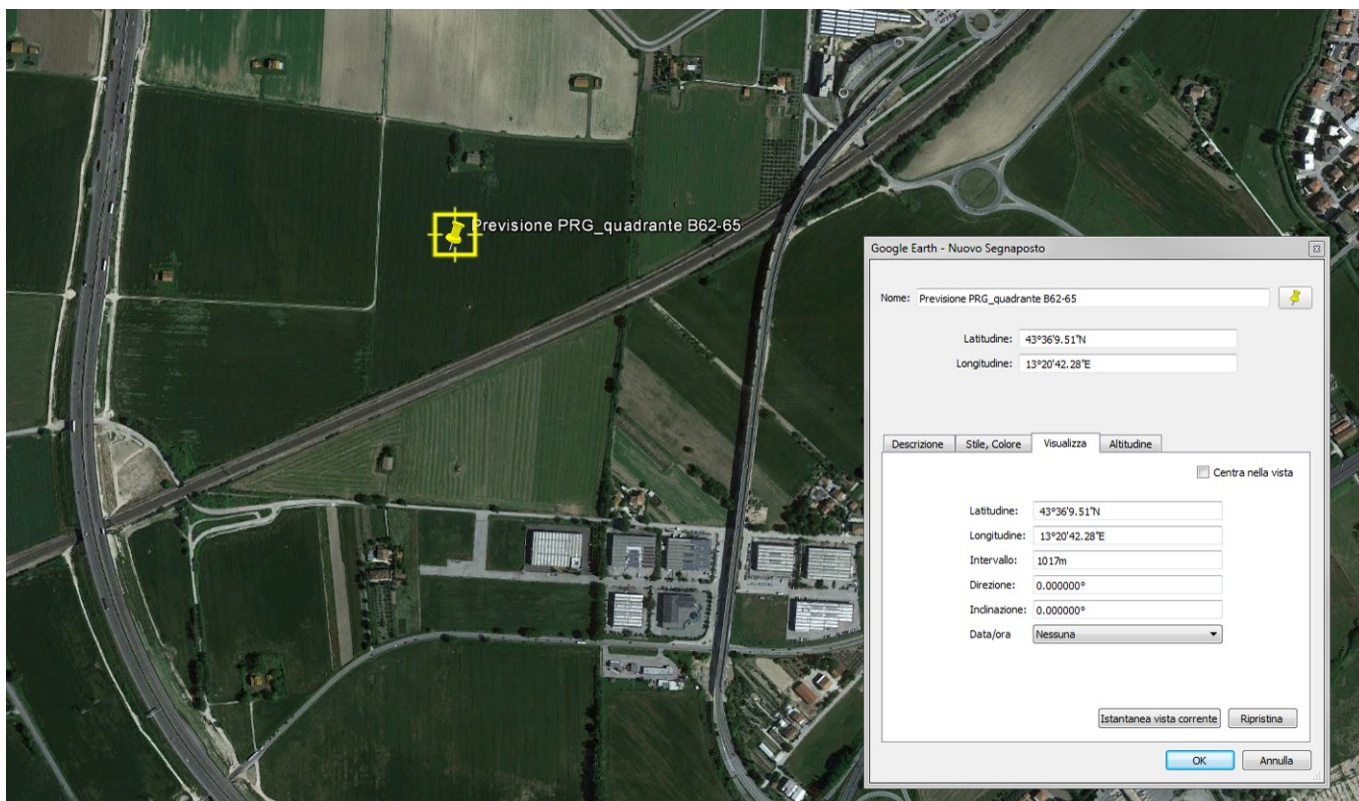 Previsione PRG_quadrante B62-65
Google Earth - Nuovo Segnaposto
Nome: Previsione PRG_quadrante B62-65
Latitudine: 43°36'9.51"N
Longitudine: 13°20'42.28"E
Descrizione Stile, Colore Visualizza Altitudine
Centra nella vista
Latitudine: 43°36'9.51"N
Longitudine: 13°20'42.28"E
Intervallo: 1017m
Direzione: 0.000000°
Inclinazione: 0.000000°
Data/ora Nessuna
Istantanea vista corrente Ripristina
OK Annulla